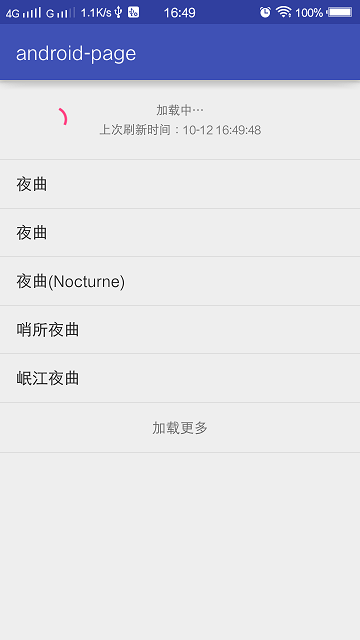 4G G 1.1K/s 16:49 100%
android-page
加载中…
上次刷新时间：10-12 16:49:48
夜曲
夜曲
夜曲(Nocturne)
哨所夜曲
岷江夜曲
加载更多